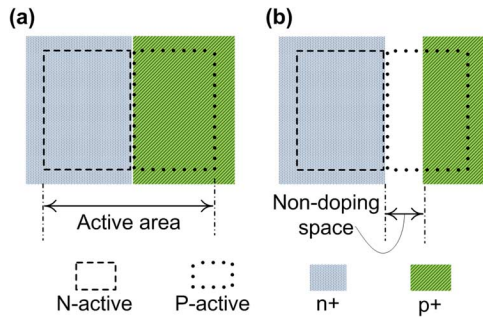 (a)
(b)
Active area
Non-doping
space
N-active
P-active
n+
p+